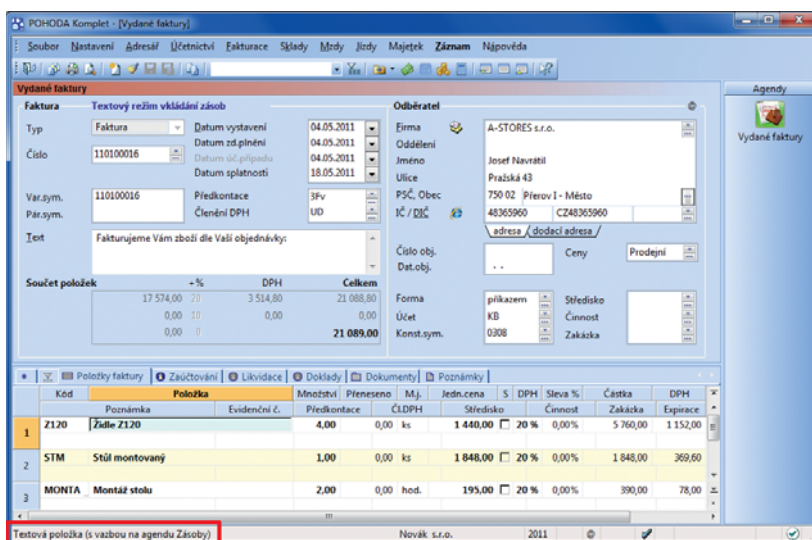 POHODA Komplet - [Vydané faktury]
Soubor Nastavení Adresář Účetnictví Fakturace Sklady Mzdy Jízdy Majetek Záznam Nápověda
Vydané faktury
Agendy
Vydané faktury
Faktura Textový režim vkládání zásob
Typ Faktura
Číslo 110100016
Datum vystavení 04.05.2011
Datum zd.plnění 04.05.2011
Datum úč.případu 04.05.2011
Datum splatnosti 18.05.2011
Var.sym. 110100016
Pár.sym.
Předkontace 3Fv
Členění DPH UD
Text Fakturujeme Vám zboží dle Vaší objednávky:
Součet položek +% DPH Celkem
17 574,00 20 3 514,80 21 088,80
0,00 10 0,00 0,00
0,00 0 21 089,00
Odběratel
Firma A-STORES s.r.o.
Oddělení
Jméno Josef Navrátil
Ulice Pražská 43
PSČ, Obec 750 02 Přerov I - Město
IČ / DIČ 48365960 CZ48365960
adresa dodací adresa
Číslo obj. Ceny Prodejní
Dat.obj. . .
Forma příkazem Středisko
Účet KB Činnost
Konst.sym. 0308 Zakázka
Položky faktury Zaúčtování Likvidace Doklady Dokumenty Poznámky
Kód Položka Množství Přeneseno M.j. Jedn.cena S DPH Sleva % Částka DPH
Poznámka Evidenční č. Předkontace Čl.DPH Středisko Činnost Zakázka Expirace
1 Z120 Židle Z120 4,00 0,00 ks 1 440,00 20 % 0,00% 5 760,00 1 152,00
2 STM Stůl montovaný 1,00 0,00 ks 1 848,00 20 % 0,00% 1 848,00 369,60
3 MONTA Montáž stolu 2,00 0,00 hod. 195,00 20 % 0,00% 390,00 78,00
Textová položka (s vazbou na agendu Zásoby) Novák s.r.o. 2011